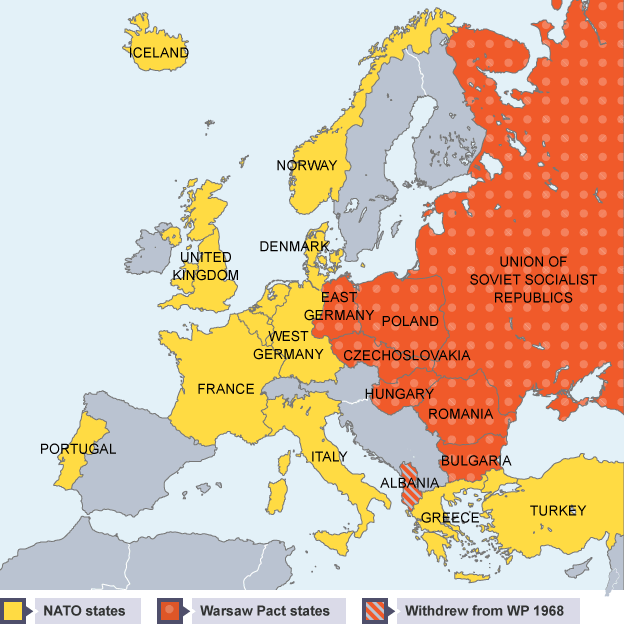 ICELAND
NORWAY
DENMARK
UNITED
KINGDOM
UNION OF
SOVIET SOCIALIST
REPUBLICS
EAST
GERMANY
POLAND
WEST
GERMANY
CZECHOSLOVAKIA
FRANCE
HUNGARY
ROMANIA
PORTUGAL
ITALY
BULGARIA
ALBANIA
GREECE
TURKEY
NATO states
Warsaw Pact states
Withdrew from WP 1968